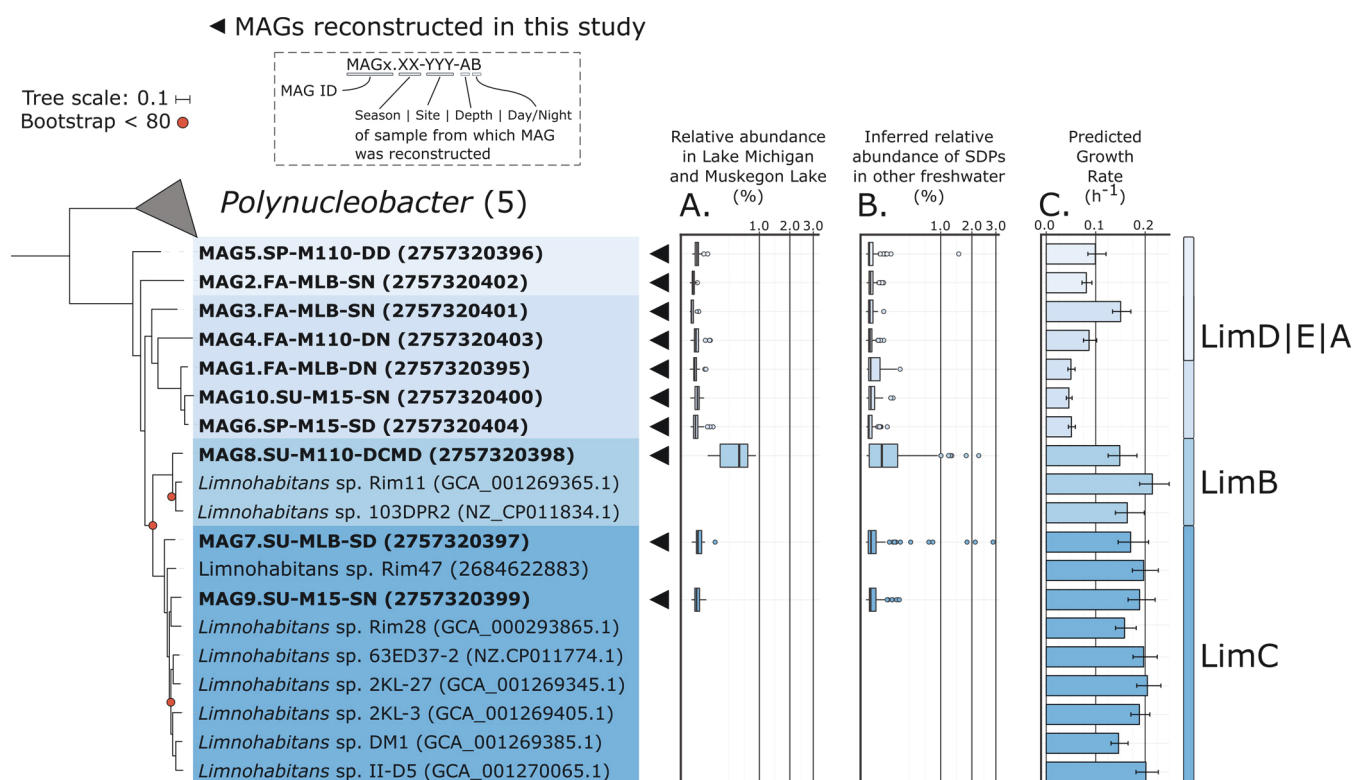 ◀ MAGs reconstructed in this study
MAGx.XX-YYY-AB
MAG ID
Season | Site | Depth | Day/Night
of sample from which MAG
was reconstructed
Tree scale: 0.1
Bootstrap < 80
Relative abundance
in Lake Michigan
and Muskegon Lake
(%)
Inferred relative
abundance of SDPs
in other freshwater
(%)
Predicted
Growth
Rate
(h⁻¹)
Polynucleobacter (5)
A.
B.
C.
1.0 2.0 3.0
1.0 2.0 3.0
0.0 0.1 0.2
MAG5.SP-M110-DD (2757320396)
MAG2.FA-MLB-SN (2757320402)
MAG3.FA-MLB-SN (2757320401)
MAG4.FA-M110-DN (2757320403)
MAG1.FA-MLB-DN (2757320395)
MAG10.SU-M15-SN (2757320400)
MAG6.SP-M15-SD (2757320404)
MAG8.SU-M110-DCMD (2757320398)
Limnohabitans sp. Rim11 (GCA_001269365.1)
Limnohabitans sp. 103DPR2 (NZ_CP011834.1)
MAG7.SU-MLB-SD (2757320397)
Limnohabitans sp. Rim47 (2684622883)
MAG9.SU-M15-SN (2757320399)
Limnohabitans sp. Rim28 (GCA_000293865.1)
Limnohabitans sp. 63ED37-2 (NZ.CP011774.1)
Limnohabitans sp. 2KL-27 (GCA_001269345.1)
Limnohabitans sp. 2KL-3 (GCA_001269405.1)
Limnohabitans sp. DM1 (GCA_001269385.1)
Limnohabitans sp. II-D5 (GCA_001270065.1)
LimD|E|A
LimB
LimC